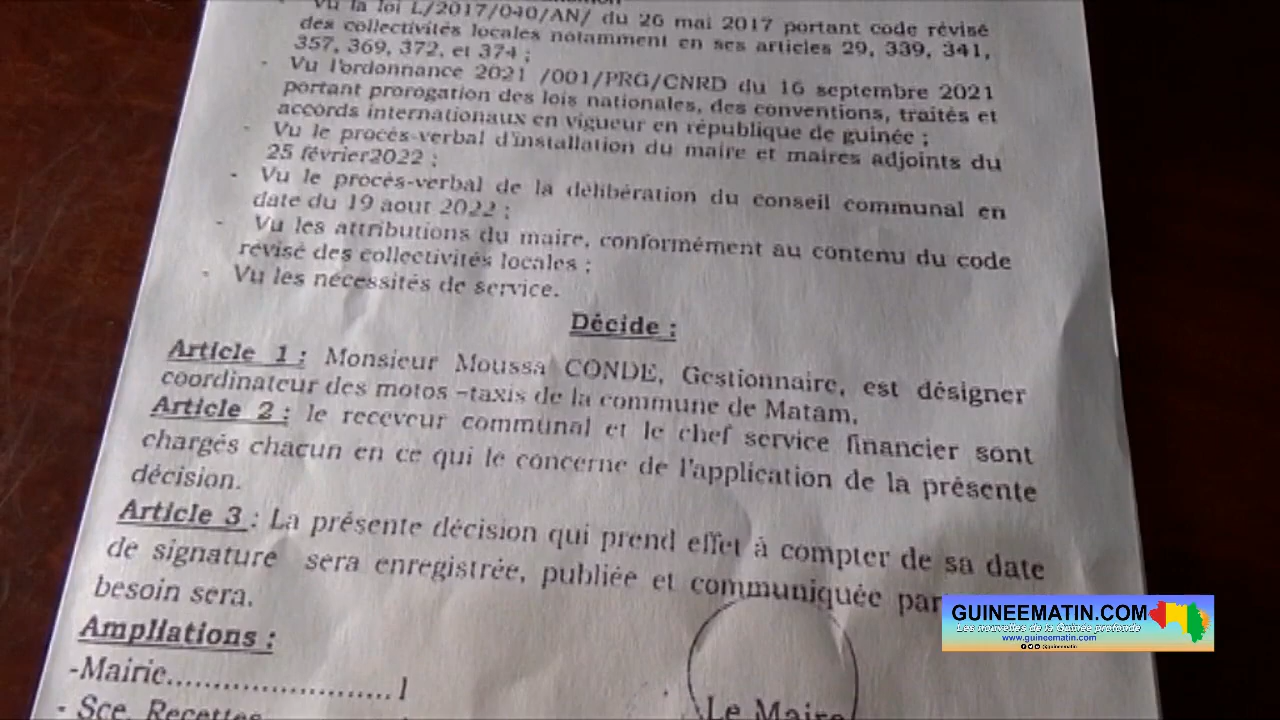 Vu la loi L/2017/040/AN/ du 26 mai 2017 portant code révisé
des collectivités locales notamment en ses articles 29, 339, 341,
357, 369, 372, et 374 ;
- Vu l'ordonnance 2021 /001/PRG/CNRD du 16 septembre 2021
portant prorogation des lois nationales, des conventions, traités et
accords internationaux en vigueur en république de guinée ;
- Vu le procès-verbal d'installation du maire et maires adjoints du
25 février2022 ;
- Vu le procès-verbal de la délibération du conseil communal en
date du 19 aout 2022 ;
- Vu les attributions du maire, conformément au contenu du code
révisé des collectivités locales ;
- Vu les nécessités de service.
Décide :
Article 1 : Monsieur Moussa CONDE, Gestionnaire, est désigner
coordinateur des motos –taxis de la commune de Matam.
Article 2 : le receveur communal et le chef service financier sont
chargés chacun en ce qui le concerne de l'application de la présente
décision.
Article 3 : La présente décision qui prend effet à compter de sa date
de signature sera enregistrée, publiée et communiquée par
besoin sera.
Ampliations :
-Mairie.......................1
- Sce. Recettes
Le Maire
GUINEEMATIN.COM
Les nouvelles de la Guinée profonde
www.guineematin.com
@guineematin